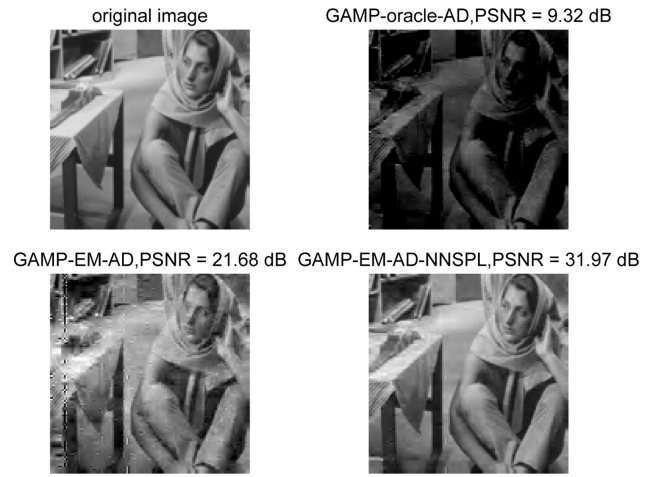 original image
GAMP-oracle-AD,PSNR = 9.32 dB
GAMP-EM-AD,PSNR = 21.68 dB
GAMP-EM-AD-NNSPL,PSNR = 31.97 dB